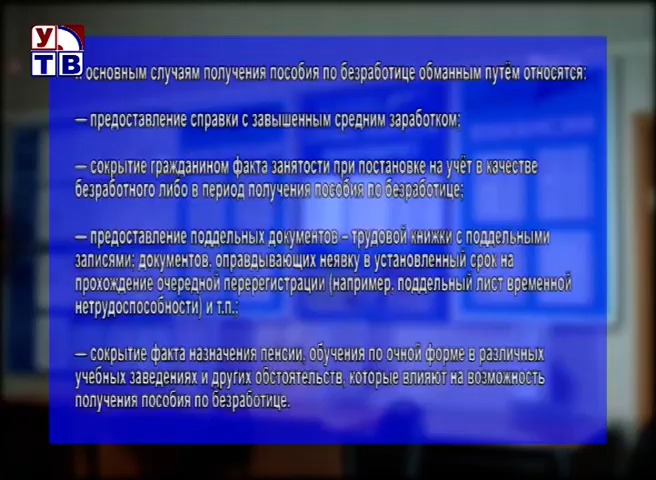 УТВ
К основным случаям получения пособия по безработице обманным путём относятся:
— предоставление справки с завышенным средним заработком;
— сокрытие гражданином факта занятости при постановке на учёт в качестве
безработного либо в период получения пособия по безработице;
— предоставление поддельных документов – трудовой книжки с поддельными
записями; документов, оправдывающих неявку в установленный срок на
прохождение очередной перерегистрации (например, поддельный лист временной
нетрудоспособности) и т.п.;
— сокрытие факта назначения пенсии, обучения по очной форме в различных
учебных заведениях и других обстоятельств, которые влияют на возможность
получения пособия по безработице.